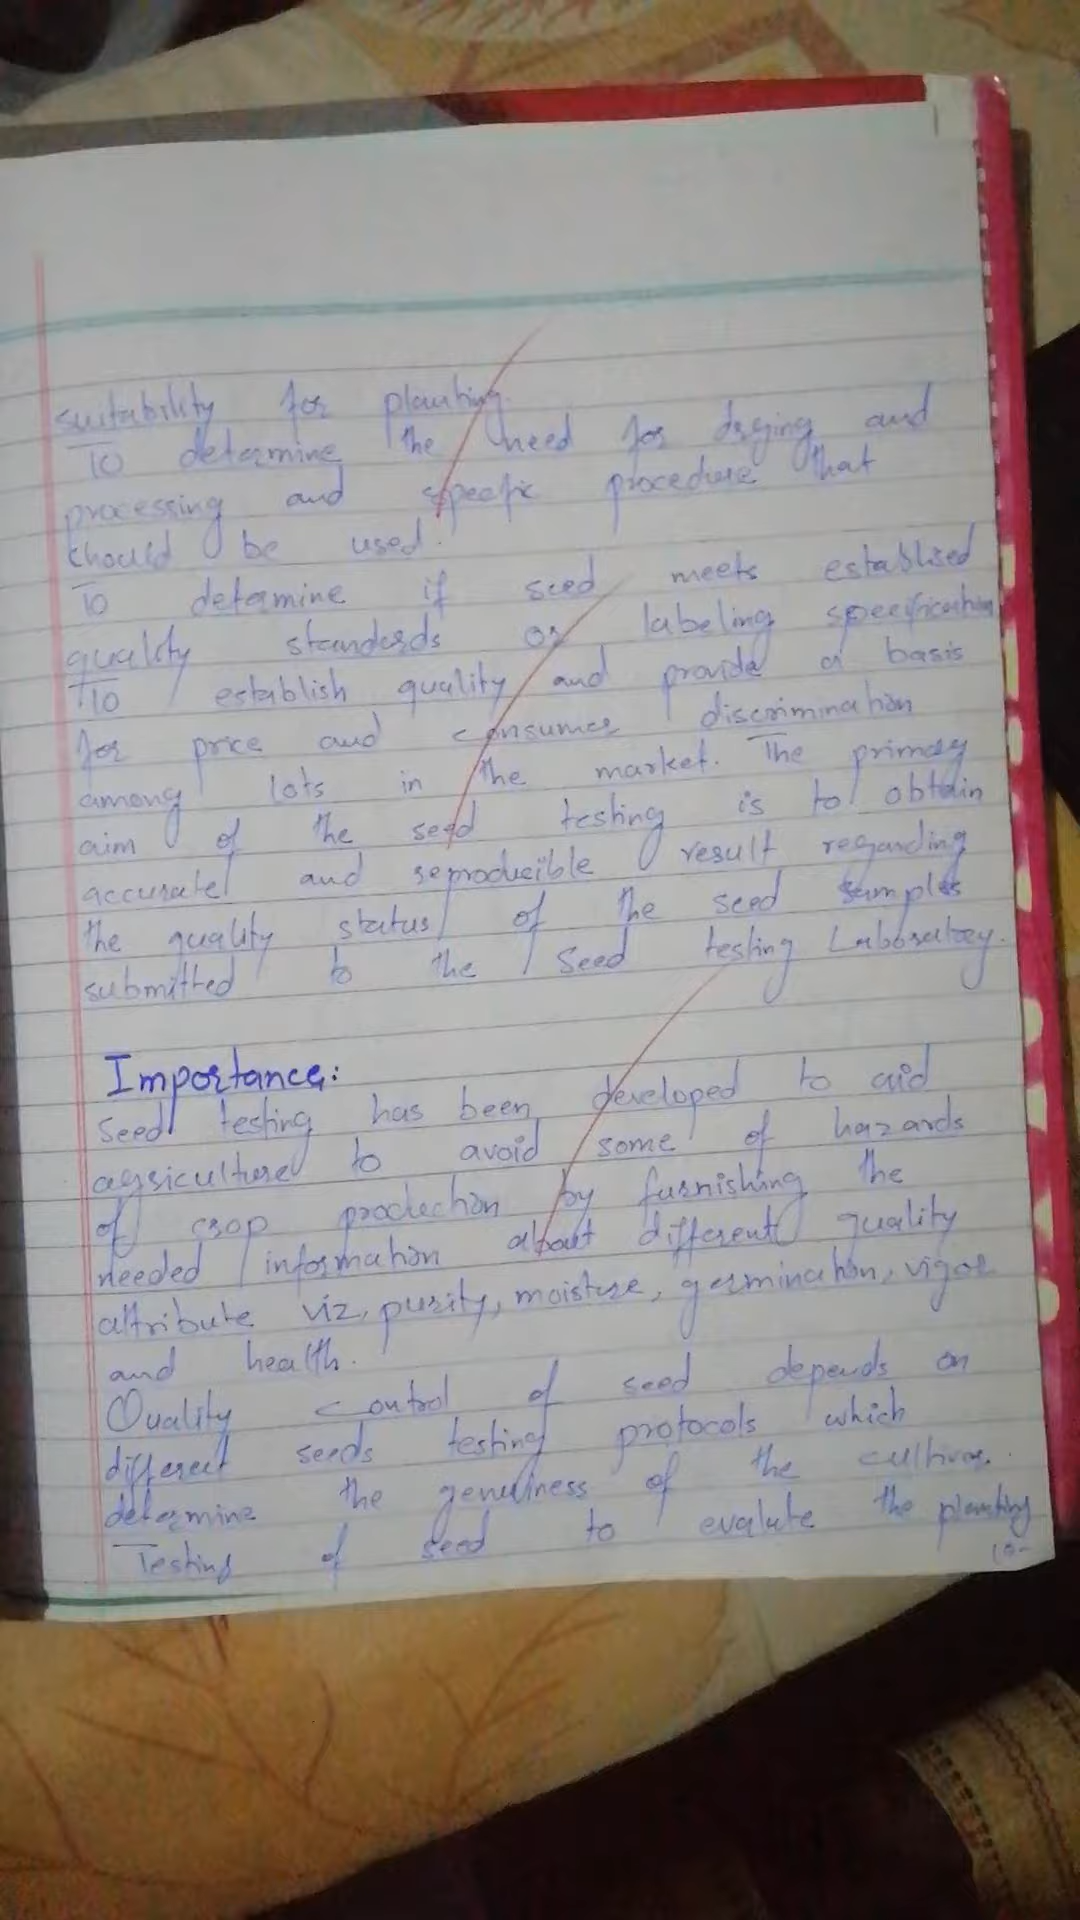 suitability for planting.
To determine the need for drying and
processing and specfic procedure that
should be used.
To determine if seed meets establised
quality standerds or labeling specification
To establish quality and provide a basis
for price and consumer discrimination
among lots in the market. The primary
aim of the seed testing is to obtain
accurate and reproducible result regarding
the quality status of the seed samples
submitted to the Seed testing Laboratory.
Importance:
Seed testing has been developed to aid
agriculture to avoid some of hazards
of crop production by furnishing the
needed information about different quality
attribute viz, purity, moisture, germination, vigor
and health.
Quality control of seed depends on
different seeds testing protocols which
determine the genuiness of the cultivar.
Testing of seed to evalute the planting